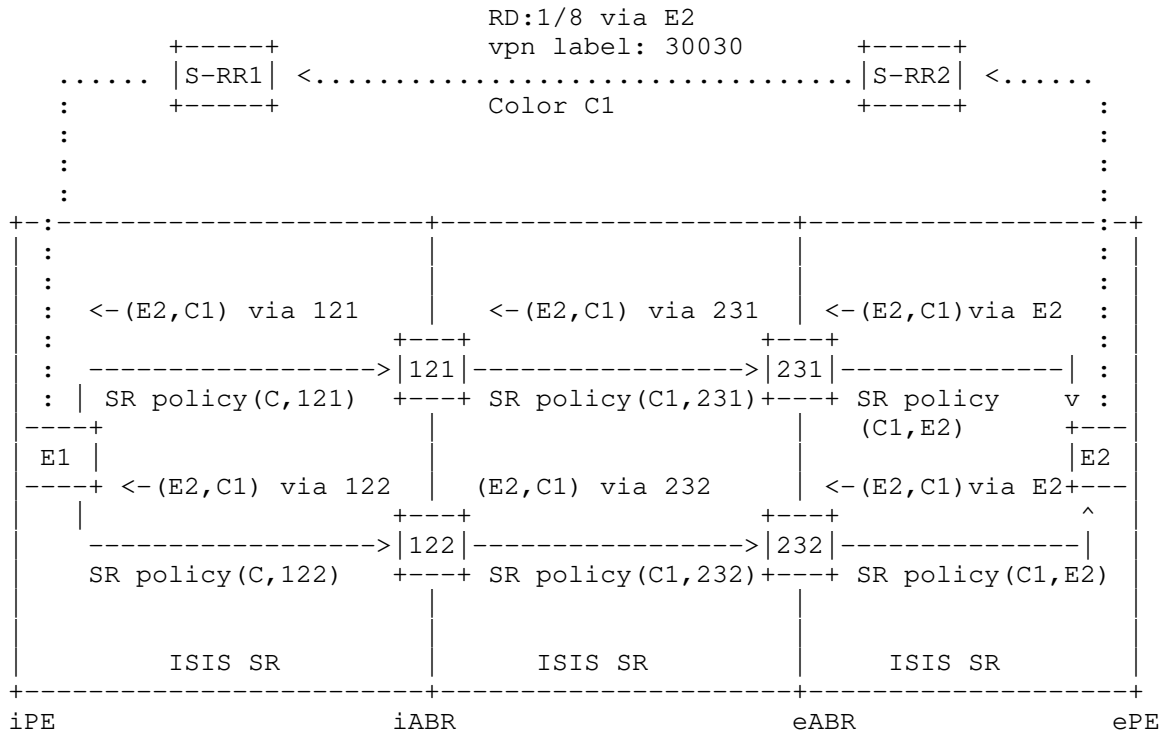 RD:1/8 via E2
vpn label: 30030
S-RR1 S-RR2
Color C1
<-(E2,C1) via 121 <-(E2,C1) via 231 <-(E2,C1)via E2
121 231
SR policy(C,121) SR policy(C1,231) SR policy
(C1,E2)
E1 E2
<-(E2,C1) via 122 (E2,C1) via 232 <-(E2,C1)via E2
122 232
SR policy(C,122) SR policy(C1,232) SR policy(C1,E2)
ISIS SR ISIS SR ISIS SR
iPE iABR eABR ePE